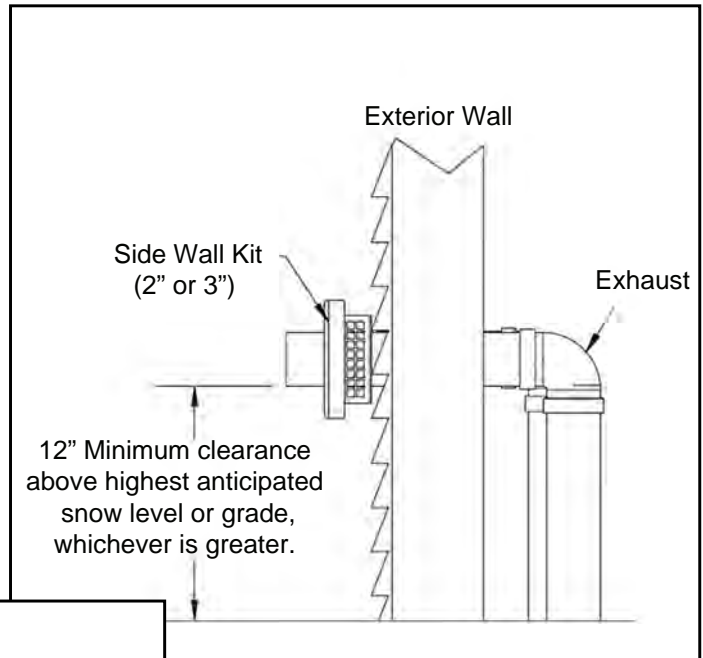 Exterior Wall
Side Wall Kit
(2” or 3”)
Exhaust
12” Minimum clearance
above highest anticipated
snow level or grade,
whichever is greater.